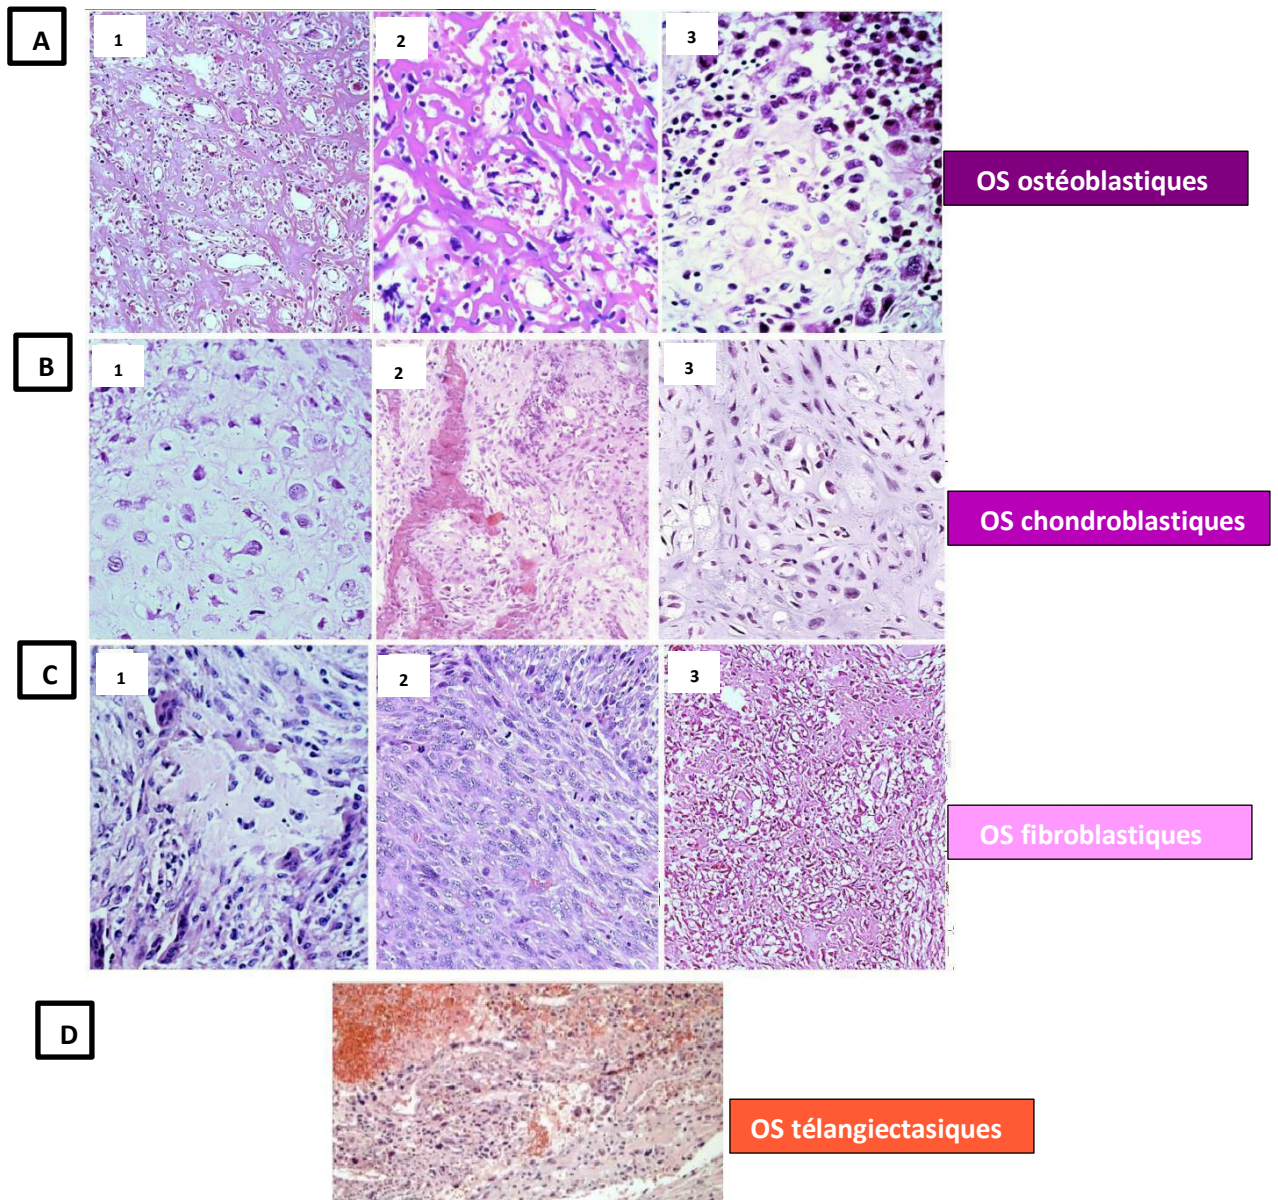 A
1
2
3
OS ostéoblastiques
B
1
2
3
OS chondroblastiques
C
1
2
3
OS fibroblastiques
D
OS télangiectasiques